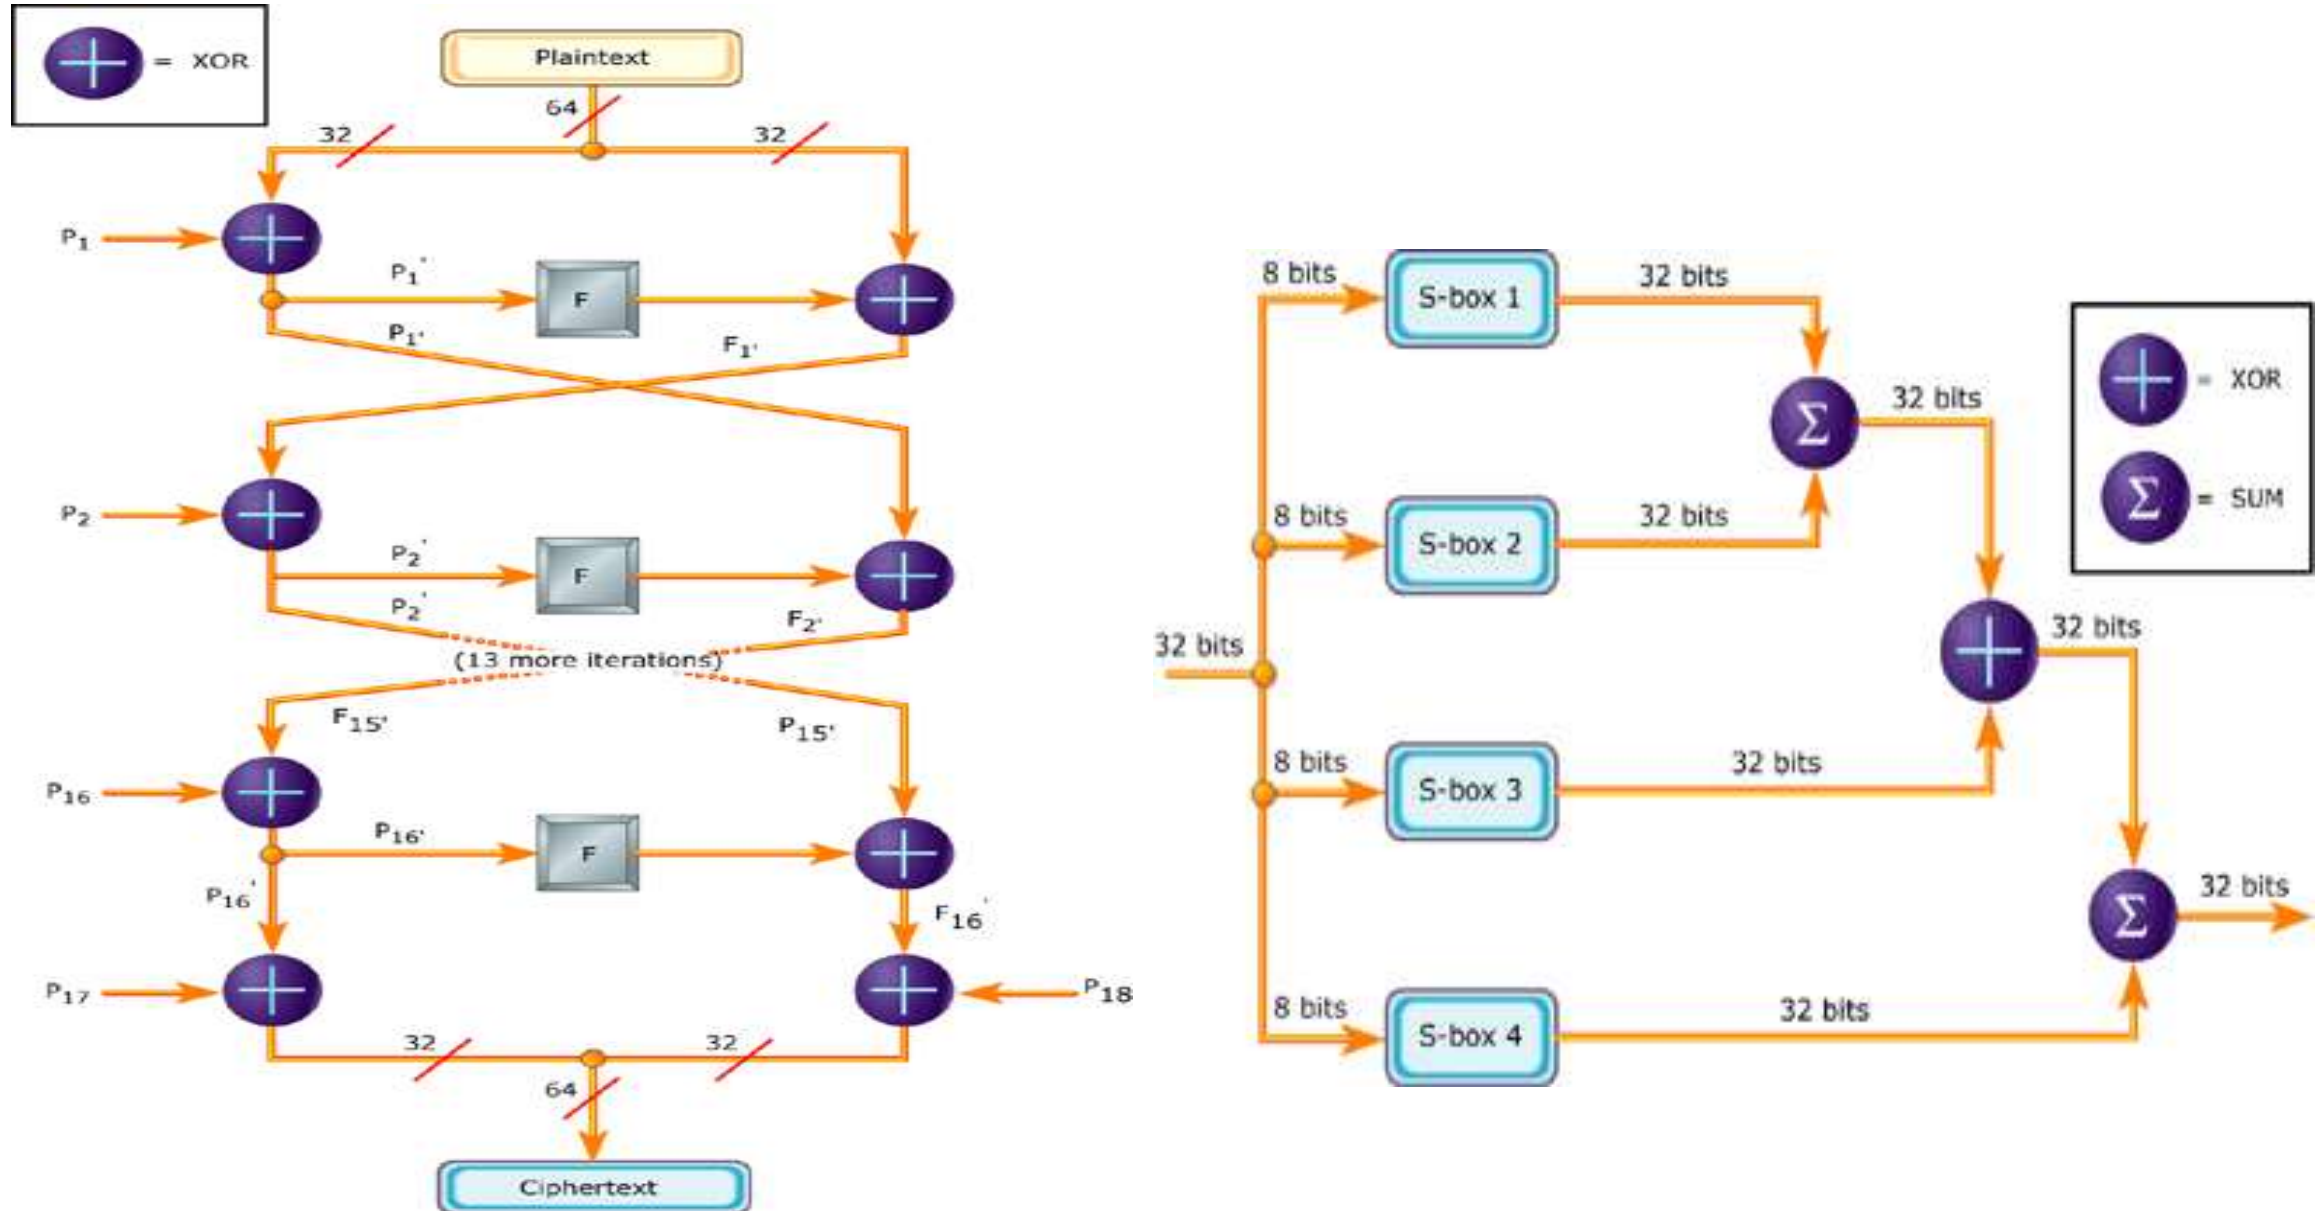 = XOR
Plaintext
64
32
32
P1
P1'
F
P1'
F1'
P2
P2'
F
P2'
F2'
(13 more iterations)
F15'
P15'
P16
P16'
F
P16'
F16'
P17
P18
32
32
64
Ciphertext
8 bits
S-box 1
32 bits
= XOR
Σ
32 bits
= SUM
Σ
8 bits
S-box 2
32 bits
32 bits
32 bits
8 bits
S-box 3
32 bits
Σ
32 bits
8 bits
S-box 4
32 bits